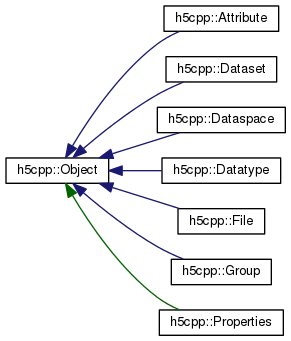 h5cpp::Attribute
h5cpp::Dataset
h5cpp::Dataspace
h5cpp::Object
h5cpp::Datatype
h5cpp::File
h5cpp::Group
h5cpp::Properties